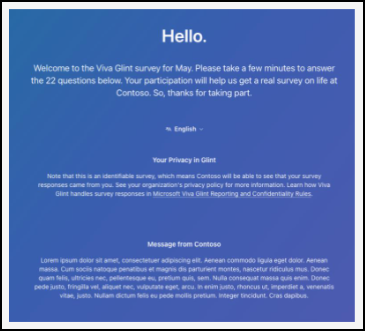 Hello.
Welcome to the Viva Glint survey for May. Please take a few minutes to answer
the 22 questions below. Your participation will help us get a real survey on life at
Contoso. So, thanks for taking part.
English
Your Privacy in Glint
Note that this is an identifiable survey, which means Contoso will be able to see that your survey
responses came from you. See your organization's privacy policy for more information. Learn how Viva
Glint handles survey responses in Microsoft Viva Glint Reporting and Confidentiality Rules.
Message from Contoso
Lorem ipsum dolor sit amet, consectetuer adipiscing elit. Aenean commodo ligula eget dolor. Aenean
massa. Cum sociis natoque penatibus et magnis dis parturient montes, nascetur ridiculus mus. Donec
quam felis, ultricies nec, pellentesque eu, pretium quis, sem. Nulla consequat massa quis enim. Donec
pede justo, fringilla vel, aliquet nec, vulputate eget, arcu. In enim justo, rhoncus ut, imperdiet a, venenatis
vitae, justo. Nullam dictum felis eu pede mollis pretium. Integer tincidunt. Cras dapibus.